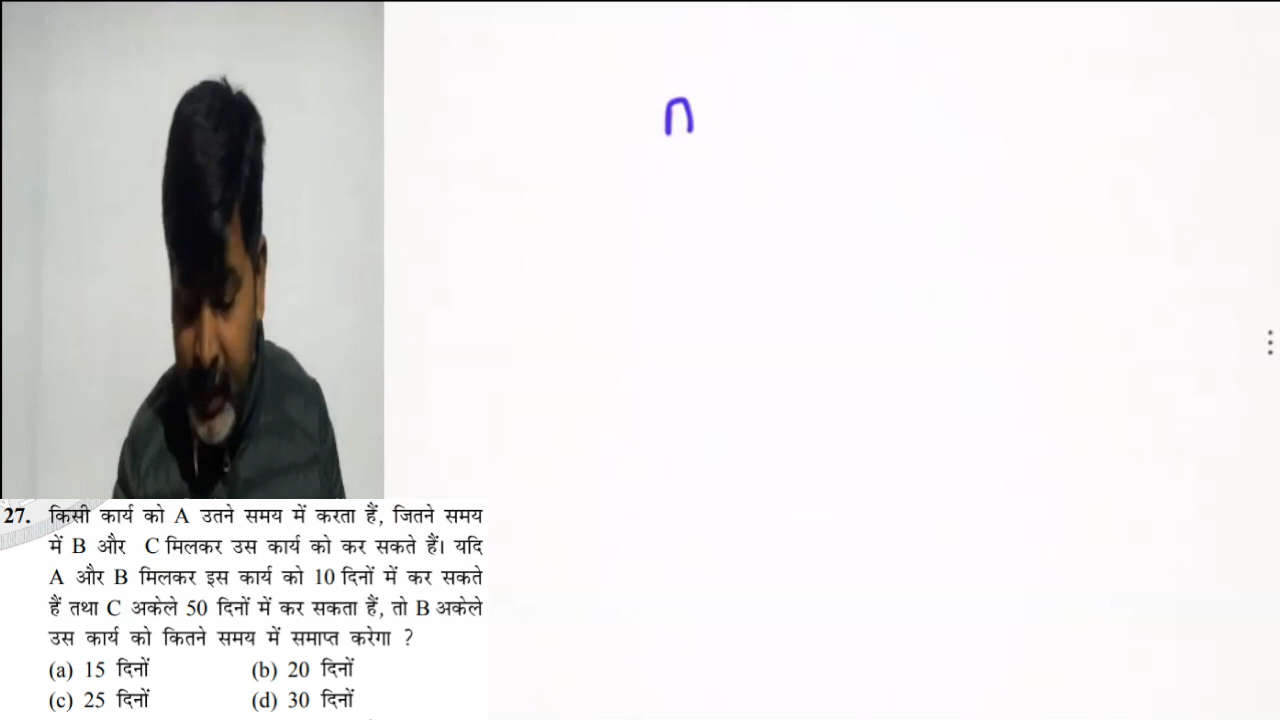 n
27. किसी कार्य को A उतने समय में करता हैं, जितने समय
में B और C मिलकर उस कार्य को कर सकते हैं। यदि
A और B मिलकर इस कार्य को 10 दिनों में कर सकते
हैं तथा C अकेले 50 दिनों में कर सकता हैं, तो B अकेले
उस कार्य को कितने समय में समाप्त करेगा ?
(a) 15 दिनों (b) 20 दिनों
(c) 25 दिनों (d) 30 दिनों